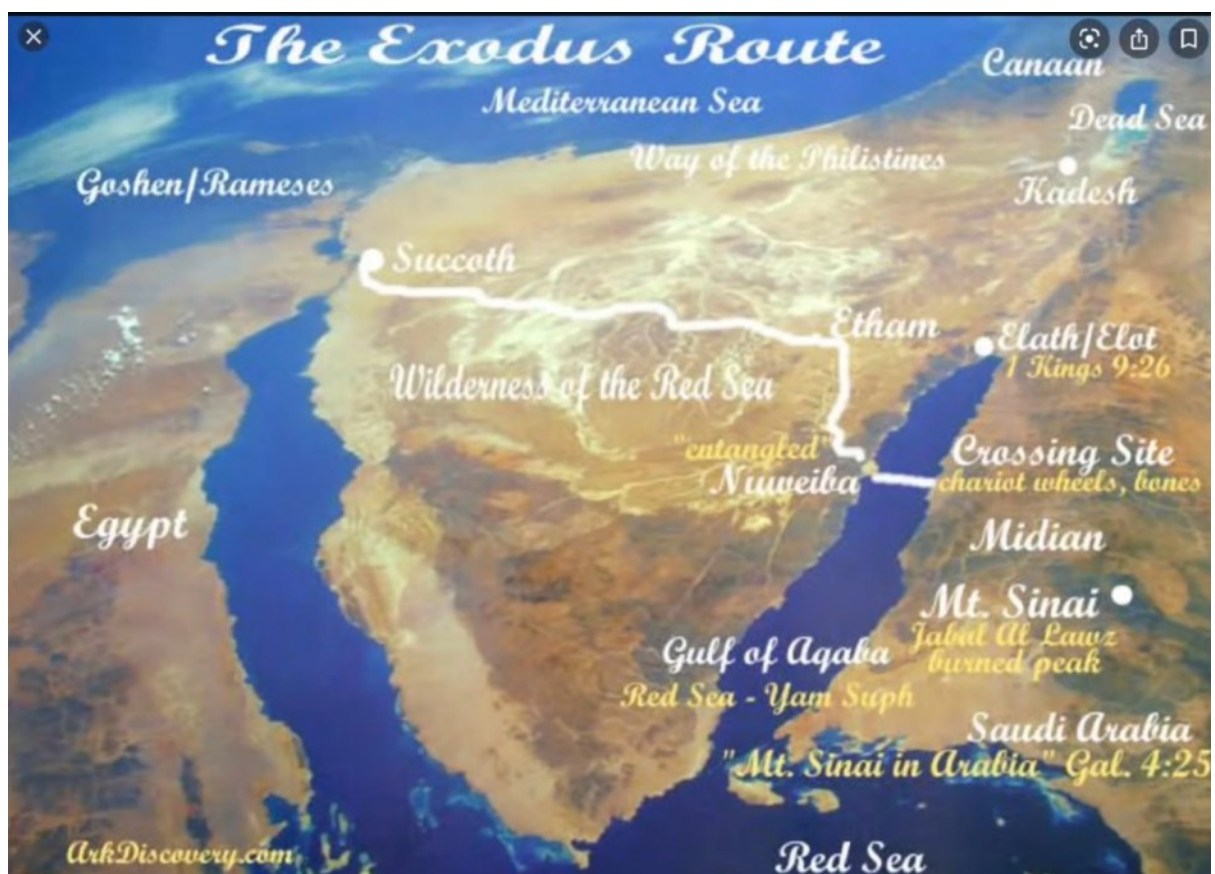 The Exodus Route
Canaan
Mediterranean Sea
Dead Sea
Way of the Philistines
Goshen/Rameses
Kadesh
Succoth
Etham
Elath/Elot
1 Kings 9:26
Wilderness of the Red Sea
"entangled"
Nuweiba
Crossing Site
chariot wheels, bones
Egypt
Midian
Mt. Sinai
Jabal Al Lawz
burned peak
Gulf of Aqaba
Red Sea - Yam Suph
Saudi Arabia
"Mt. Sinai in Arabia" Gal. 4:25
ArkDiscovery.com
Red Sea